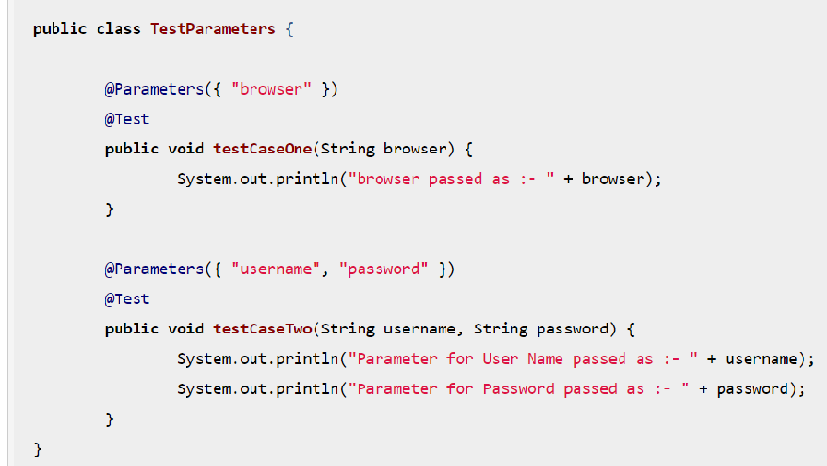 public class TestParameters {
@Parameters({ "browser" })
@Test
public void testCaseOne(String browser) {
System.out.println("browser passed as :- " + browser);
}
@Parameters({ "username", "password" })
@Test
public void testCaseTwo(String username, String password) {
System.out.println("Parameter for User Name passed as :- " + username);
System.out.println("Parameter for Password passed as :- " + password);
}
}